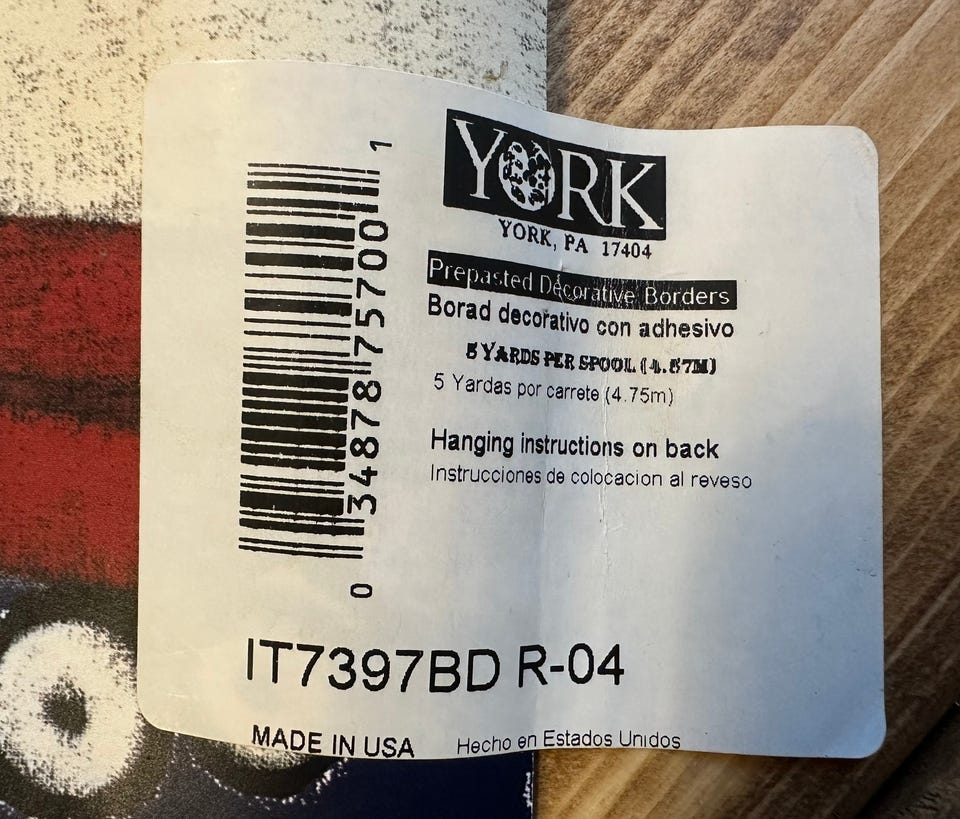 YORK
YORK, PA 17404
Prepasted Decorative Borders
Borad decorativo con adhesivo
5 YARDS PER SPOOL (4.57M)
5 Yardas por carrete (4.75m)
Hanging instructions on back
Instrucciones de colocacion al reveso
0 34878 75700 1
IT7397BD R-04
MADE IN USA Hecho en Estados Unidos